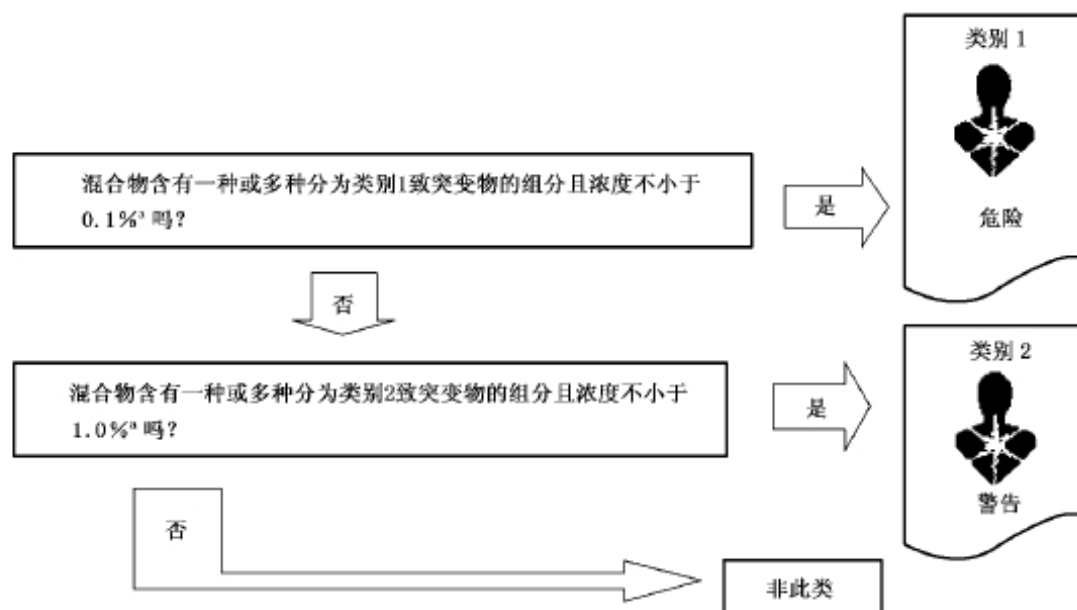 类别 1
混合物含有一种或多种分为类别1致突变物的组分且浓度不小于
0.1%ᵃ 吗?
是
危险
否
类别 2
混合物含有一种或多种分为类别2致突变物的组分且浓度不小于
1.0%ᵃ 吗?
是
警告
否
非此类